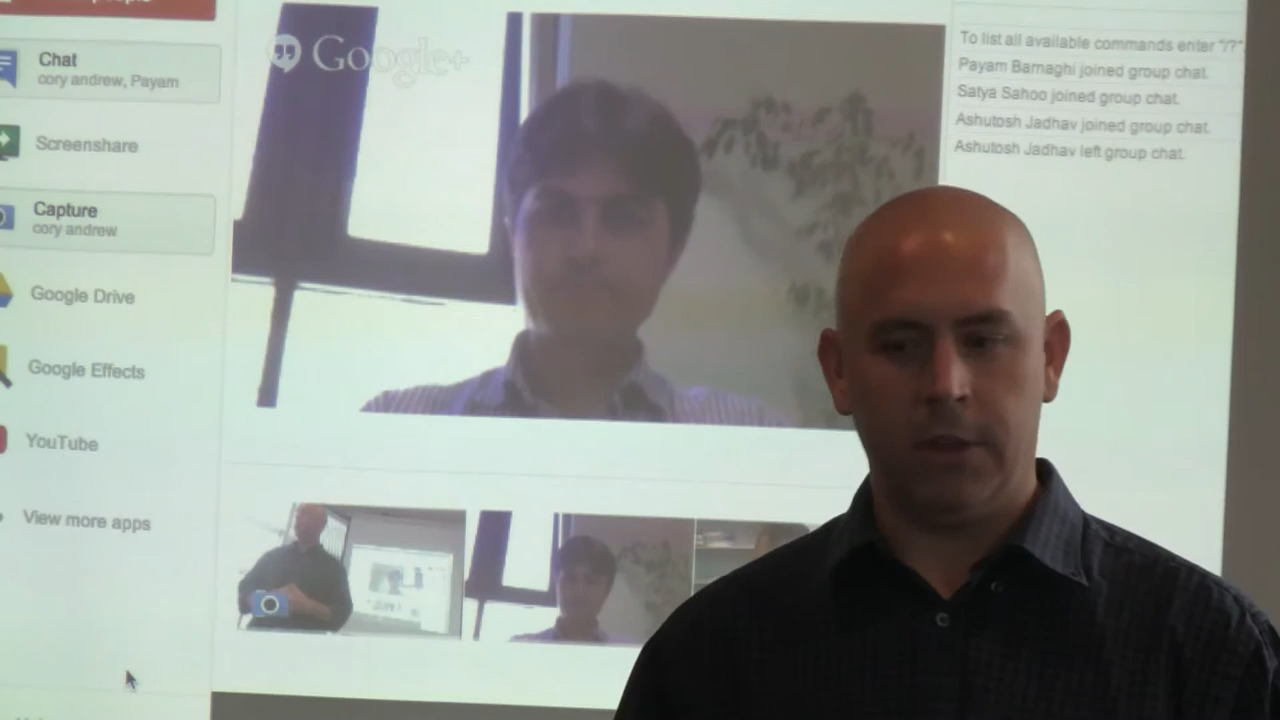 people
Chat
cory andrew, Payam
Screenshare
Capture
cory andrew
Google Drive
Google Effects
YouTube
View more apps
Google+
To list all available commands enter "/?"
Payam Barnaghi joined group chat.
Satya Sahoo joined group chat.
Ashutosh Jadhav joined group chat.
Ashutosh Jadhav left group chat.